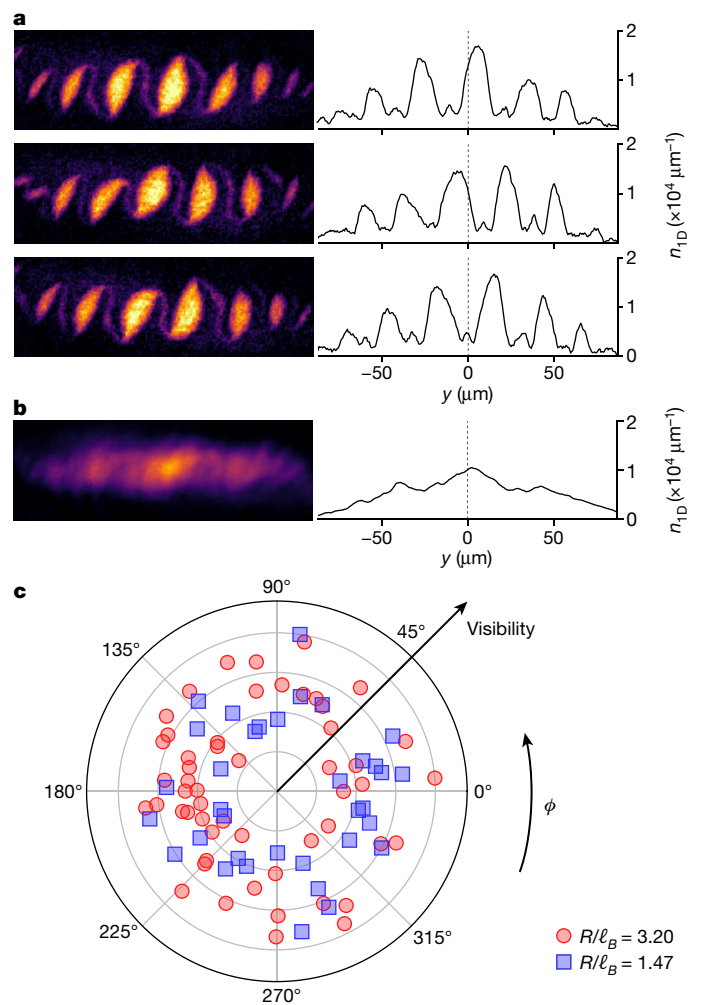 a
2
1
n1D (×10⁴ μm⁻¹)
2
1
2
1
0
−50 0 50
y (μm)
b
2
1
0
n1D (×10⁴ μm⁻¹)
−50 0 50
y (μm)
c
90°
45°
Visibility
135°
180°
0°
ϕ
225°
315°
270°
R/ℓB = 3.20
R/ℓB = 1.47